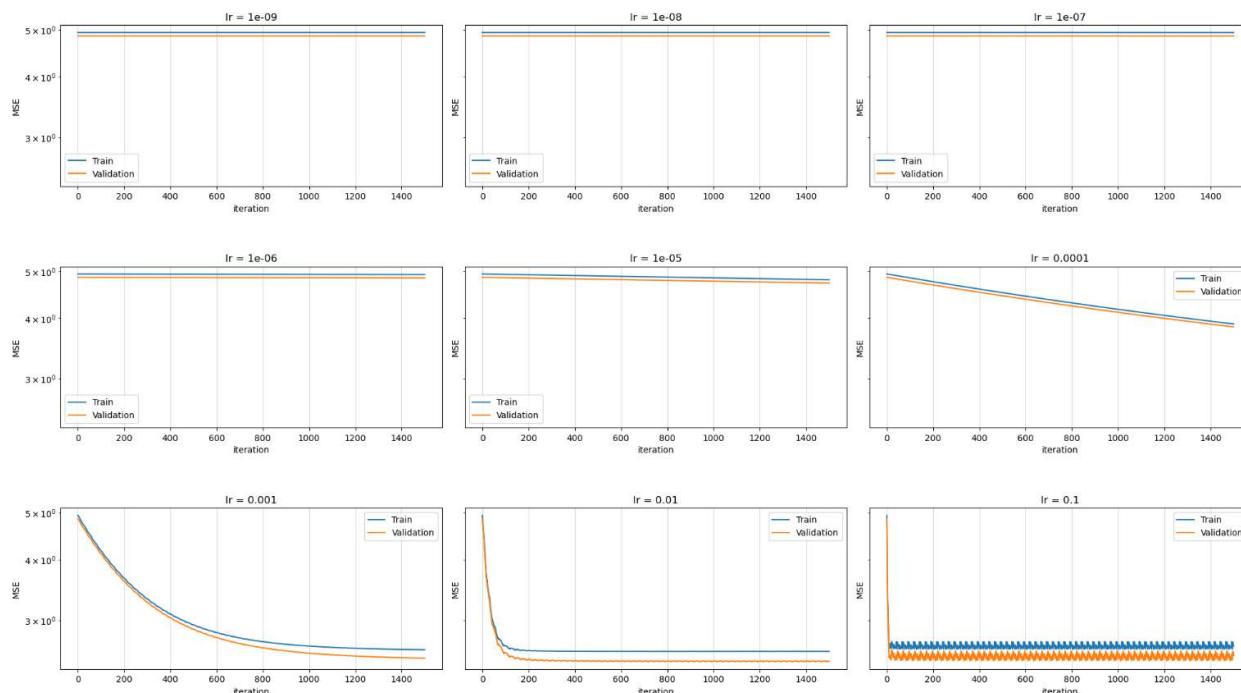 lr = 1e-09
lr = 1e-08
lr = 1e-07
5 × 10⁰
4 × 10⁰
3 × 10⁰
MSE
MSE
MSE
Train
Validation
Train
Validation
Train
Validation
0 200 400 600 800 1000 1200 1400
0 200 400 600 800 1000 1200 1400
0 200 400 600 800 1000 1200 1400
iteration
iteration
iteration
lr = 1e-06
lr = 1e-05
lr = 0.0001
5 × 10⁰
4 × 10⁰
3 × 10⁰
MSE
MSE
MSE
Train
Validation
Train
Validation
Train
Validation
0 200 400 600 800 1000 1200 1400
0 200 400 600 800 1000 1200 1400
0 200 400 600 800 1000 1200 1400
iteration
iteration
iteration
lr = 0.001
lr = 0.01
lr = 0.1
5 × 10⁰
4 × 10⁰
3 × 10⁰
MSE
MSE
MSE
Train
Validation
Train
Validation
Train
Validation
0 200 400 600 800 1000 1200 1400
0 200 400 600 800 1000 1200 1400
0 200 400 600 800 1000 1200 1400
iteration
iteration
iteration